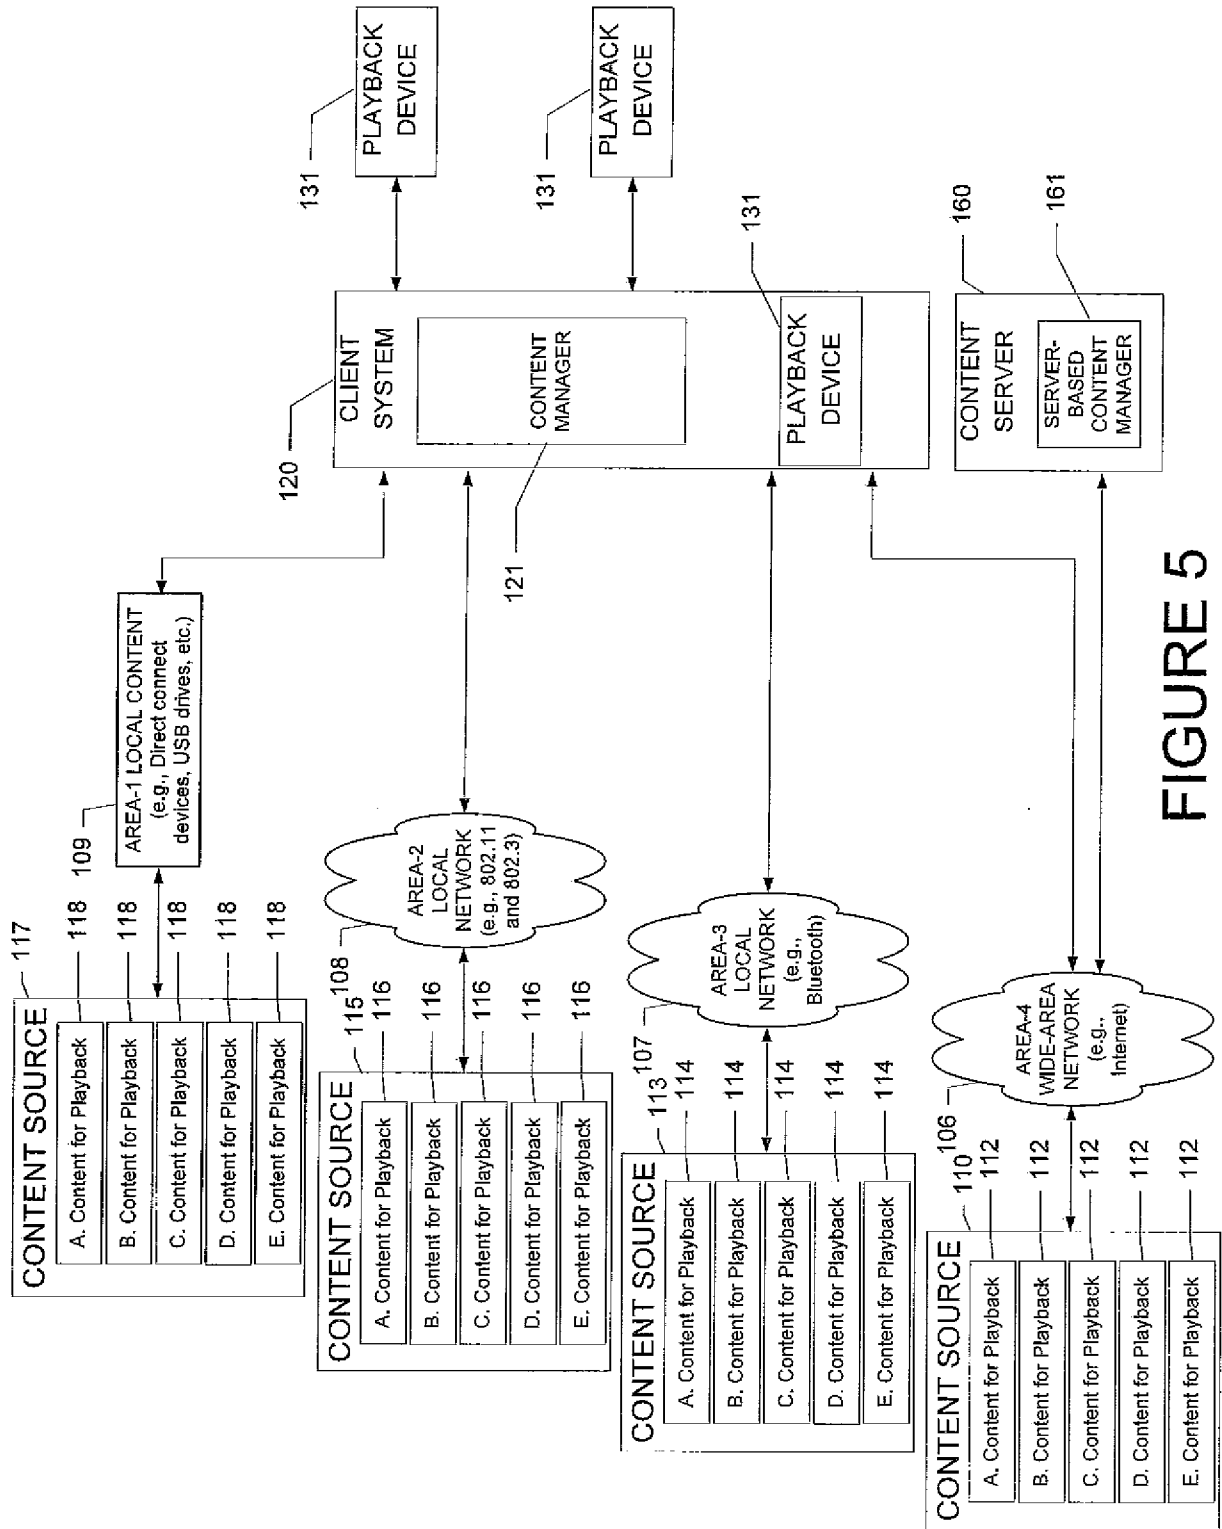 CONTENT SOURCE
117
A. Content for Playback
118
B. Content for Playback
118
C. Content for Playback
118
D. Content for Playback
118
E. Content for Playback
118
109
AREA-1 LOCAL CONTENT
(e.g., Direct connect
devices, USB drives, etc.)
CONTENT SOURCE
115
A. Content for Playback
116
B. Content for Playback
116
C. Content for Playback
116
D. Content for Playback
116
E. Content for Playback
116
108
AREA-2
LOCAL
NETWORK
(e.g., 802.11
and 802.3)
CONTENT SOURCE
113
A. Content for Playback
114
B. Content for Playback
114
C. Content for Playback
114
D. Content for Playback
114
E. Content for Playback
114
107
AREA-3
LOCAL
NETWORK
(e.g.,
Bluetooth)
CONTENT SOURCE
110
A. Content for Playback
112
B. Content for Playback
112
C. Content for Playback
112
D. Content for Playback
112
E. Content for Playback
112
106
AREA-4
WIDE-AREA
NETWORK
(e.g.,
Internet)
120
CLIENT
SYSTEM
121
CONTENT
MANAGER
131
PLAYBACK
DEVICE
131
PLAYBACK
DEVICE
131
PLAYBACK
DEVICE
160
CONTENT
SERVER
161
SERVER-
BASED
CONTENT
MANAGER
FIGURE 5